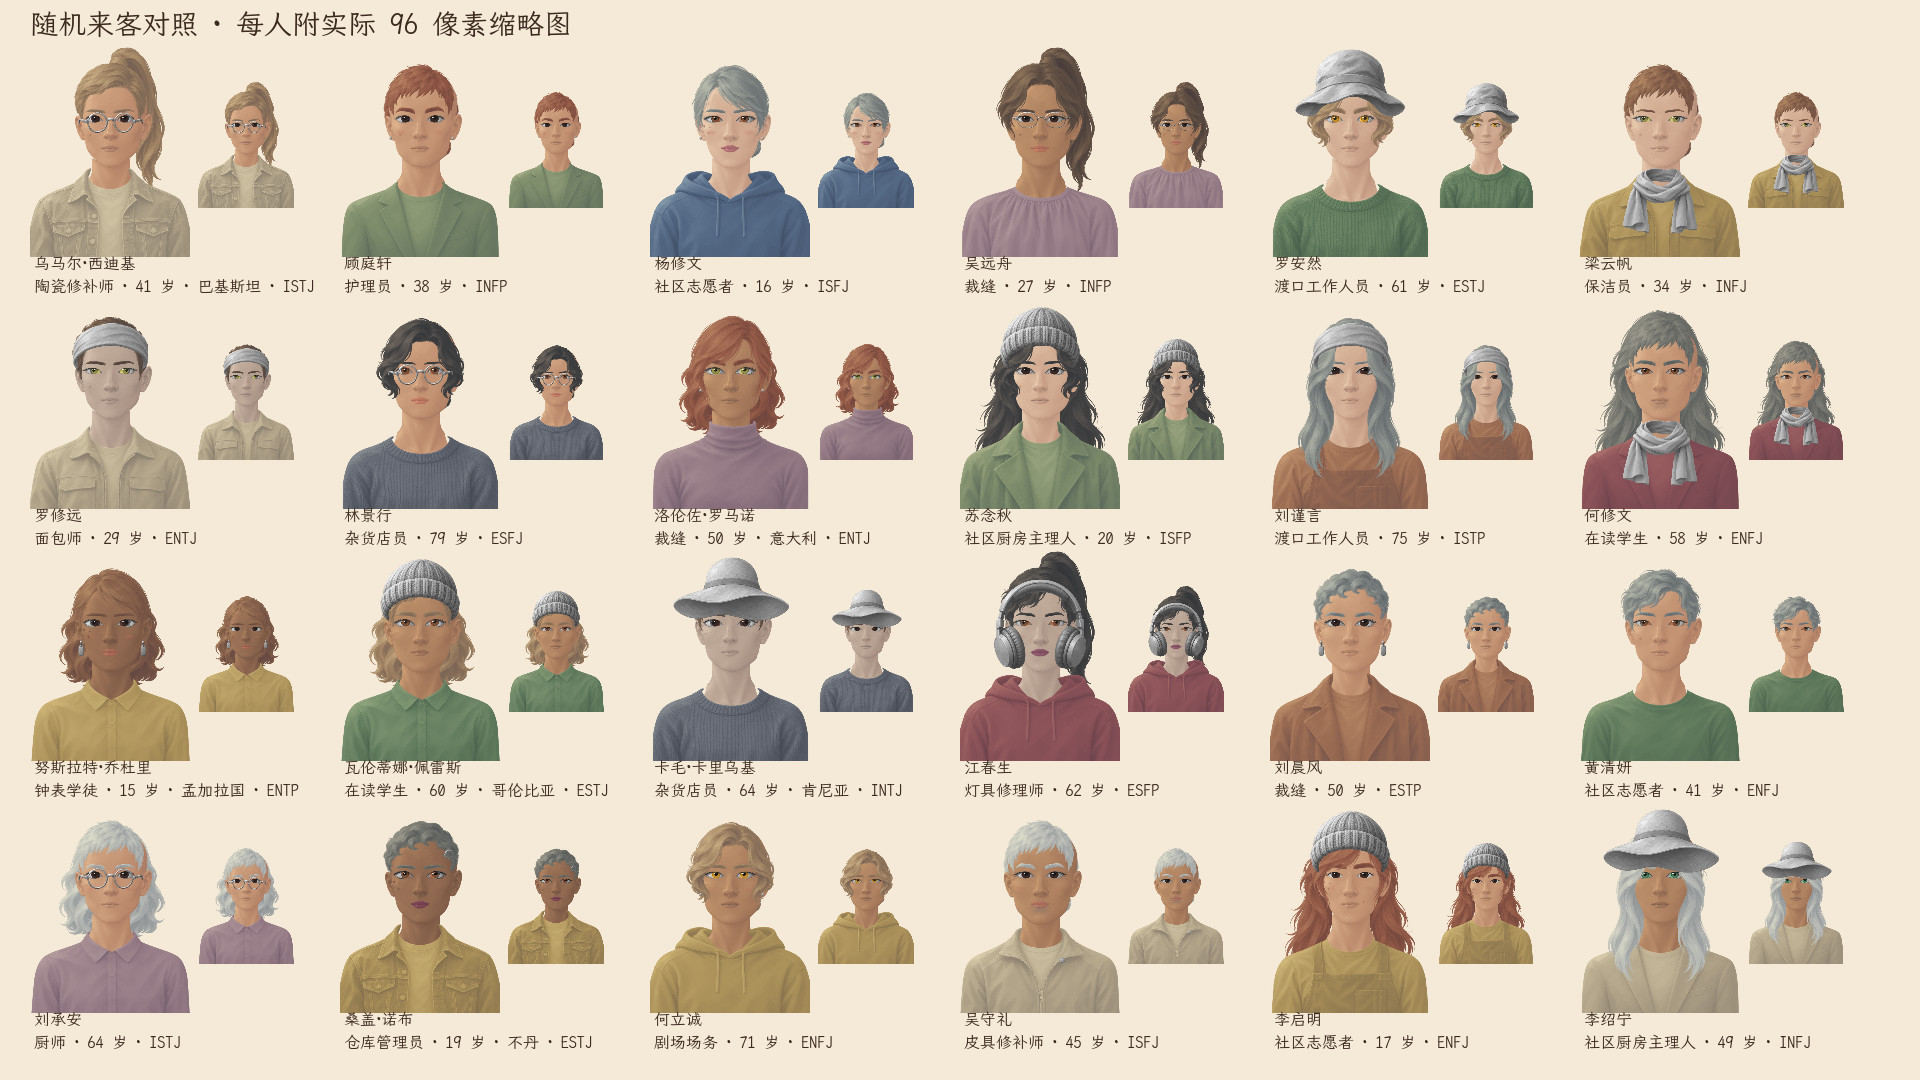 随机来客对照 · 每人附实际 96 像素缩略图
乌马尔·西迪基
陶瓷修补师 · 41 岁 · 巴基斯坦 · ISTJ
顾庭轩
护理员 · 38 岁 · INFP
杨修文
社区志愿者 · 16 岁 · ISFJ
吴远舟
裁缝 · 27 岁 · INFP
罗安然
渡口工作人员 · 61 岁 · ESTJ
梁云帆
保洁员 · 34 岁 · INFJ
罗修远
面包师 · 29 岁 · ENTJ
林景行
杂货店员 · 79 岁 · ESFJ
洛伦佐·罗马诺
裁缝 · 50 岁 · 意大利 · ENTJ
苏念秋
社区厨房主理人 · 20 岁 · ISFP
刘谨言
渡口工作人员 · 75 岁 · ISTP
何修文
在读学生 · 58 岁 · ENFJ
努斯拉特·乔杜里
钟表学徒 · 15 岁 · 孟加拉国 · ENTP
瓦伦蒂娜·佩雷斯
在读学生 · 60 岁 · 哥伦比亚 · ESTJ
卡毛·卡里乌基
杂货店员 · 64 岁 · 肯尼亚 · INTJ
江春生
灯具修理师 · 62 岁 · ESFP
刘晨风
裁缝 · 50 岁 · ESTP
黄清妍
社区志愿者 · 41 岁 · ENFJ
刘承安
厨师 · 64 岁 · ISTJ
桑盖·诺布
仓库管理员 · 19 岁 · 不丹 · ESTJ
何立诚
剧场场务 · 71 岁 · ENFJ
吴守礼
皮具修补师 · 45 岁 · ISFJ
李启明
社区志愿者 · 17 岁 · ENFJ
李绍宁
社区厨房主理人 · 49 岁 · INFJ